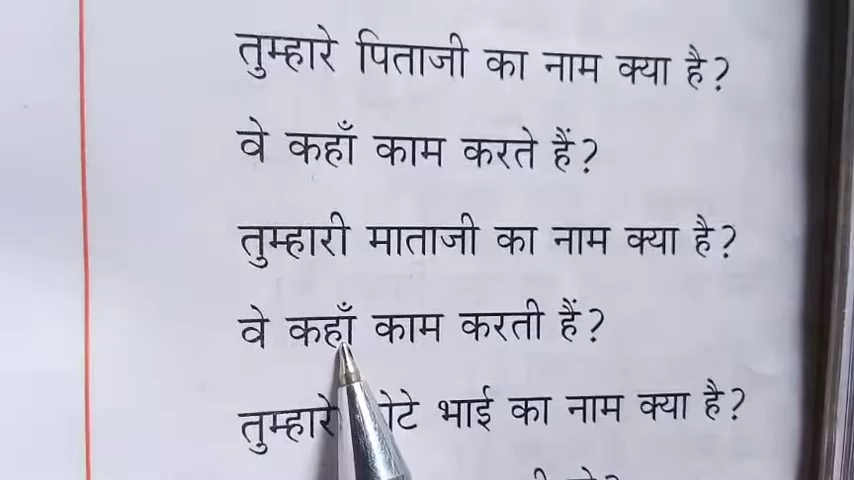 तुम्हारे पिताजी का नाम क्या है?
वे कहाँ काम करते हैं?
तुम्हारी माताजी का नाम क्या है?
वे कहाँ काम करती हैं?
तुम्हारे भाई का नाम क्या है?